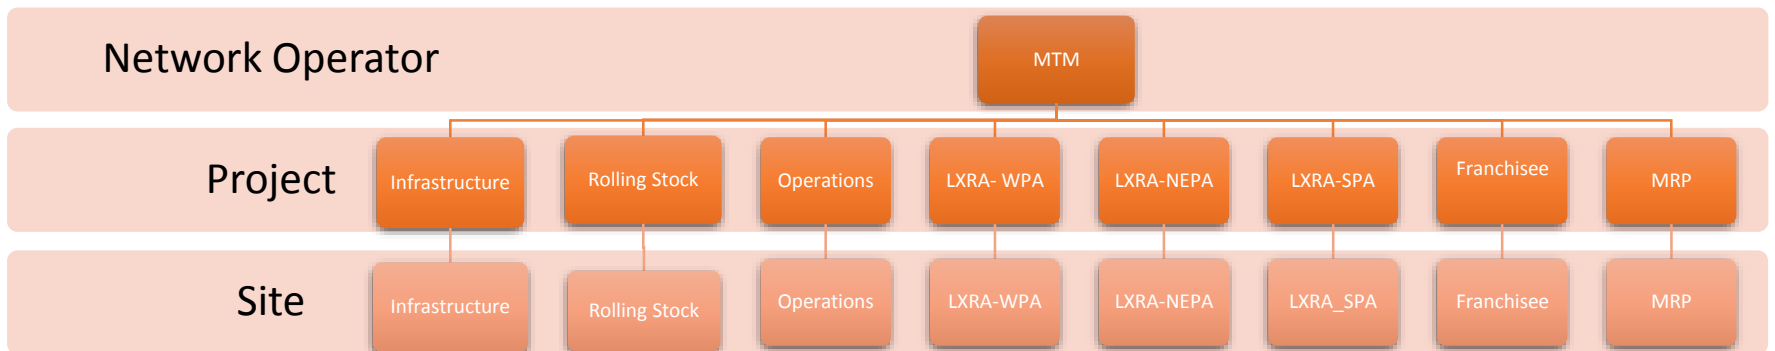 Network Operator
MTM
Project
Infrastructure
Rolling Stock
Operations
LXRA- WPA
LXRA-NEPA
LXRA-SPA
Franchisee
MRP
Site
Infrastructure
Rolling Stock
Operations
LXRA-WPA
LXRA-NEPA
LXRA_SPA
Franchisee
MRP